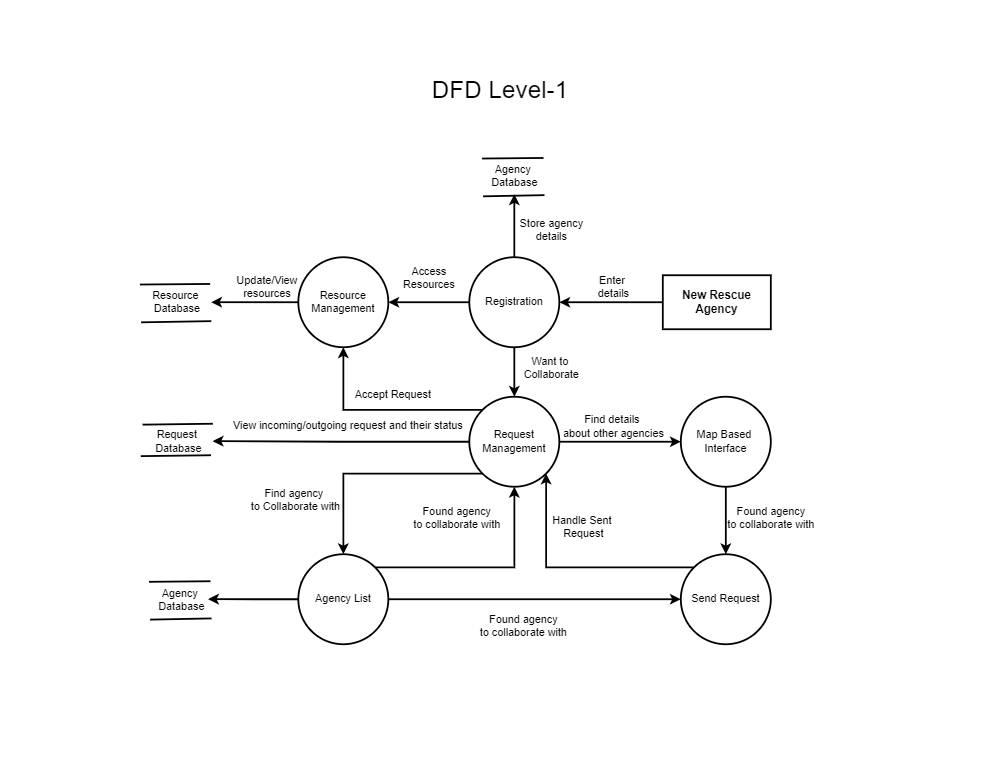 DFD Level-1
Agency
Database
Store agency
details
Update/View
resources
Access
Resources
Enter
details
Resource
Database
Resource
Management
Registration
New Rescue
Agency
Want to
Collaborate
Accept Request
View incoming/outgoing request and their status
Find details
about other agencies
Request
Database
Request
Management
Map Based
Interface
Find agency
to Collaborate with
Found agency
to collaborate with
Handle Sent
Request
Found agency
to collaborate with
Agency
Database
Agency List
Send Request
Found agency
to collaborate with